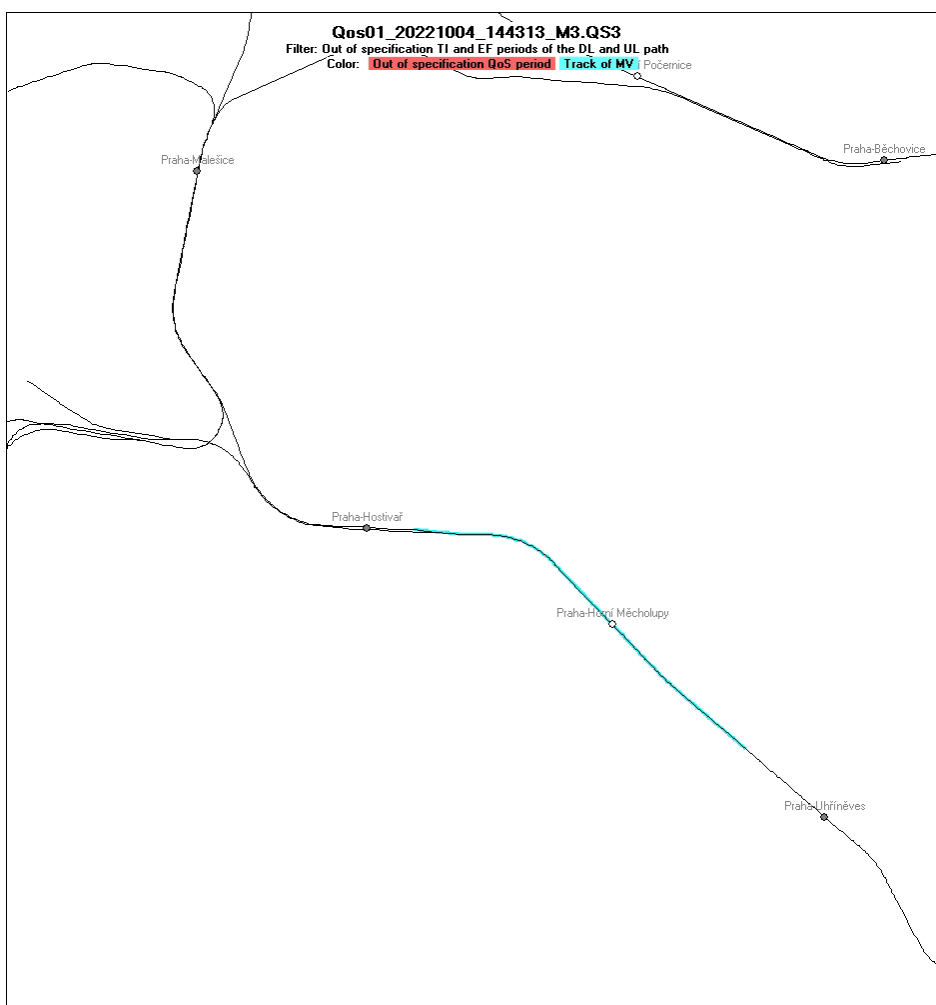 Qos01_20221004_144313_M3.QS3
Filter: Out of specification TI and EF periods of the DL and UL path
Color: Out of specification QoS period Track of MV
í Počernice
Praha-Běchovice
Praha-Malešice
Praha-Hostivař
Praha-Horní Měcholupy
Praha-Uhříněves